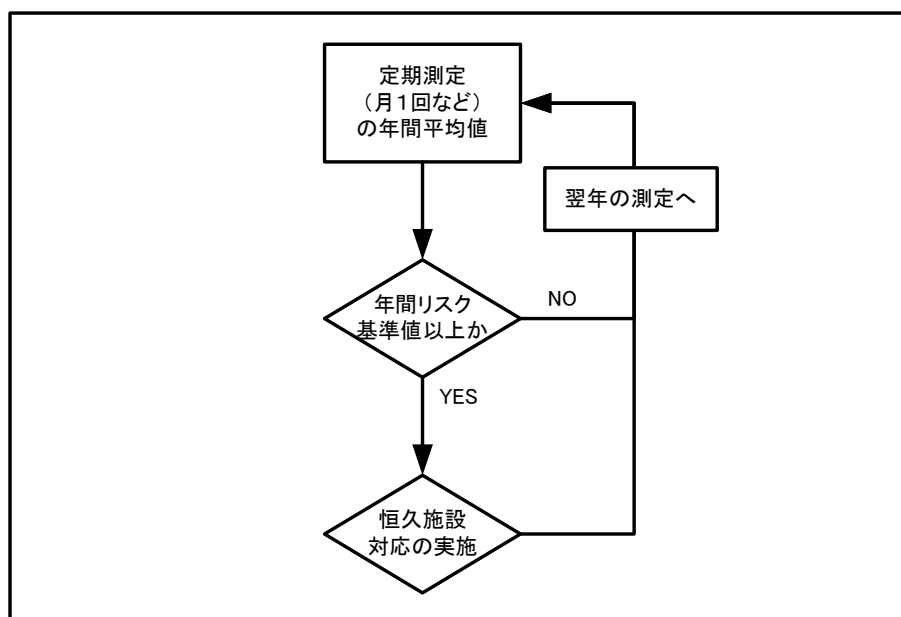 定期測定
（月１回など）
の年間平均値
翌年の測定へ
年間リスク
基準値以上か
NO
YES
恒久施設
対応の実施